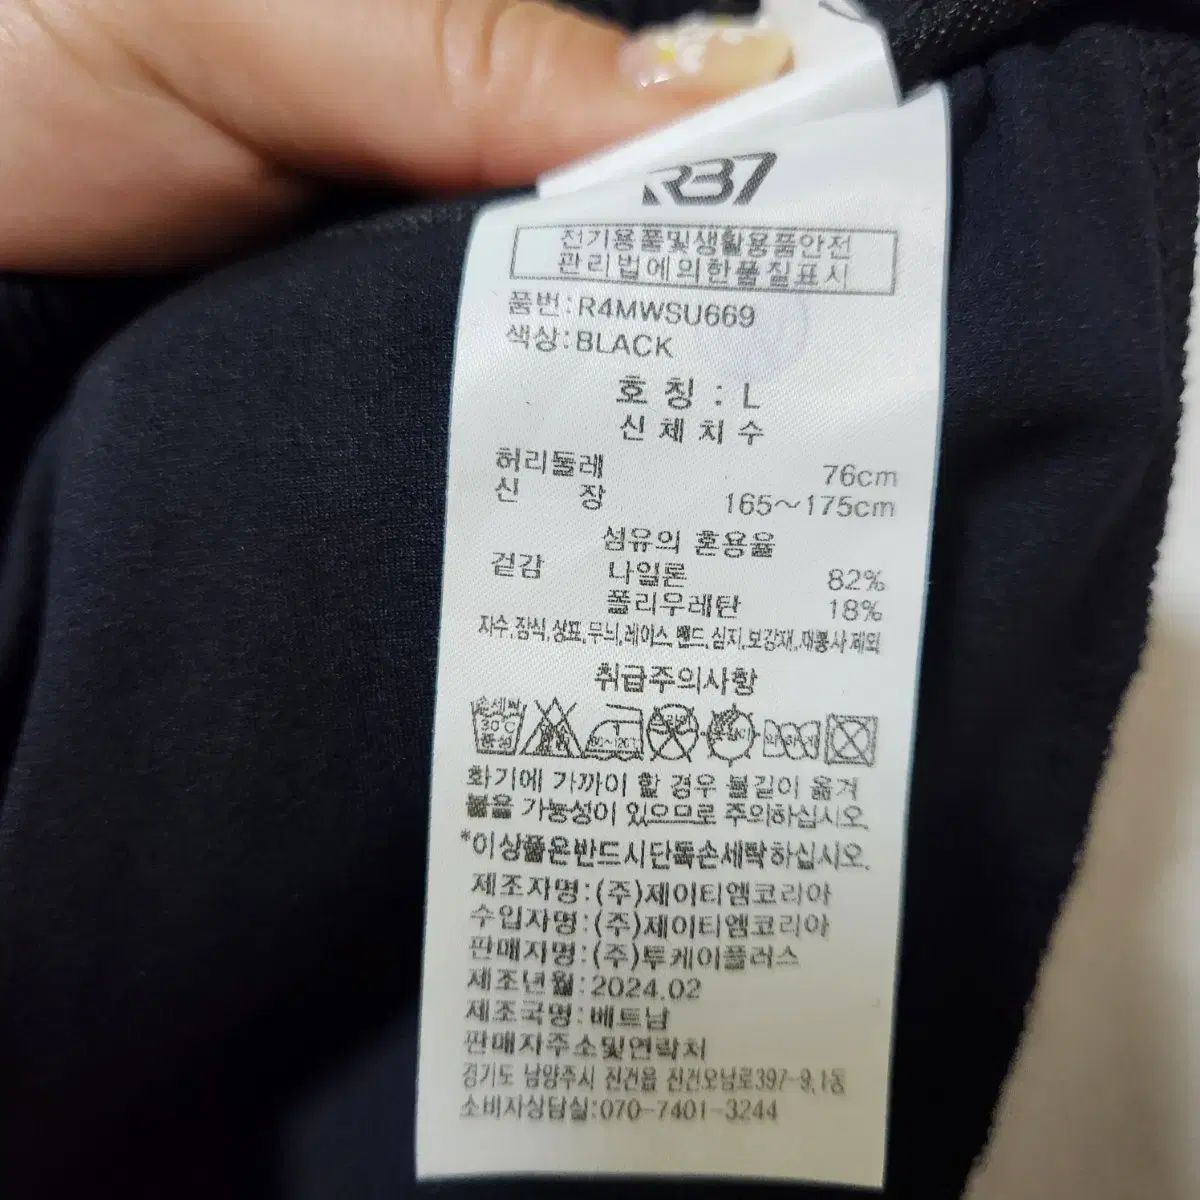 R37
전기용품및생활용품안전
관리법에의한품질표시
품번:R4MWSU669
색상:BLACK
호 칭 : L
신 체 치 수
허리둘레 76cm
신 장 165~175cm
섬유의 혼용율
겉감 나일론 82%
폴리우레탄 18%
자수,장식,상표,무늬,레이스,밴드,심지,보강재,재봉사 제외
취급주의사항
손세탁
30℃
중성
80~120℃
화기에 가까이 할 경우 불길이 옮겨
붙을 가능성이 있으므로 주의하십시오.
*이상품은반드시단독손세탁하십시오.
제조자명:(주)제이티엠코리아
수입자명:(주)제이티엠코리아
판매자명:(주)투케이플러스
제조년월:2024.02
제조국명:베트남
판매자주소및연락처
경기도 남양주시 진건읍 진건오남로397-9,1동
소비자상담실:070-7401-3244